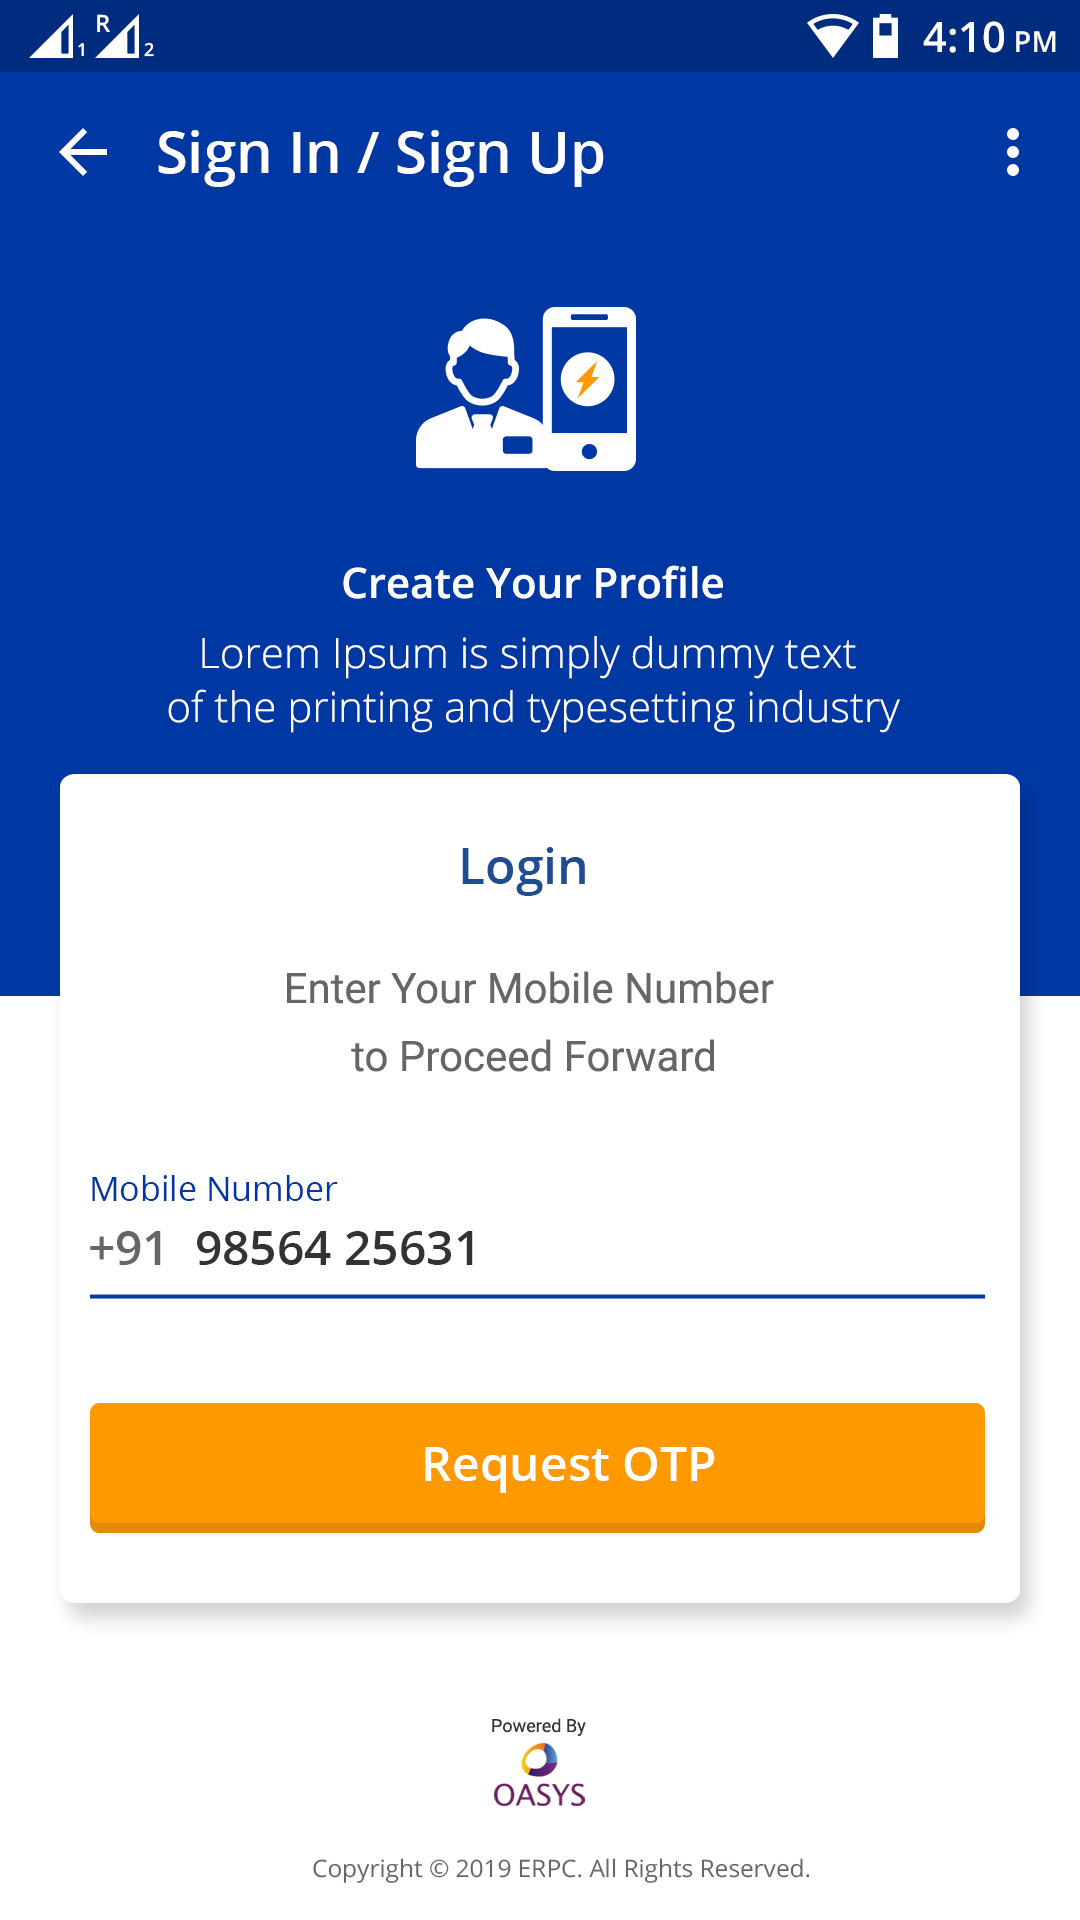 1 R 2 4:10 PM
Sign In / Sign Up
Create Your Profile
Lorem Ipsum is simply dummy text
of the printing and typesetting industry
Login
Enter Your Mobile Number
to Proceed Forward
Mobile Number
+91 98564 25631
Request OTP
Powered By
OASYS
Copyright © 2019 ERPC. All Rights Reserved.